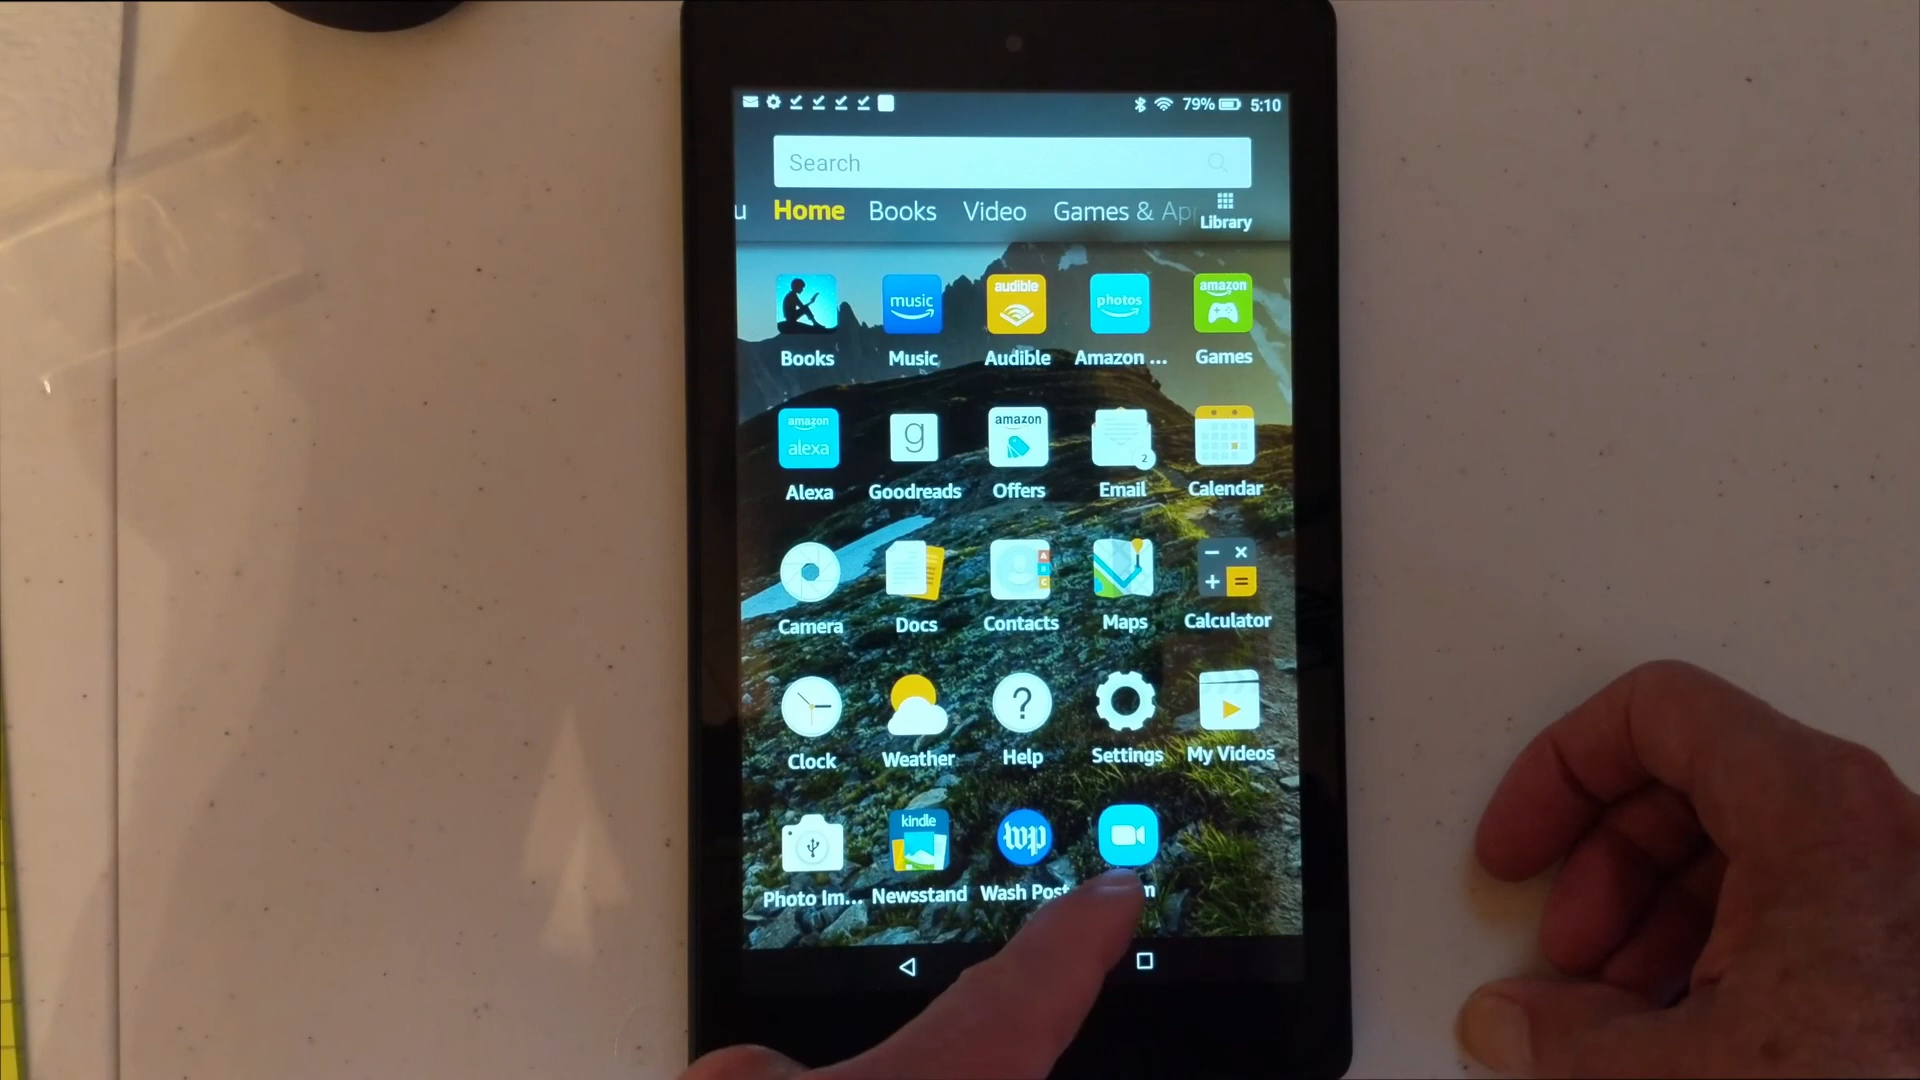 79% 5:10
Search
u Home Books Video Games & Ap
Library
music audible photos amazon
Books Music Audible Amazon ... Games
amazon
alexa g amazon 2
Alexa Goodreads Offers Email Calendar
A
B
C
Camera Docs Contacts Maps Calculator
?
Clock Weather Help Settings My Videos
kindle wp
Photo Im... Newsstand Wash Post m